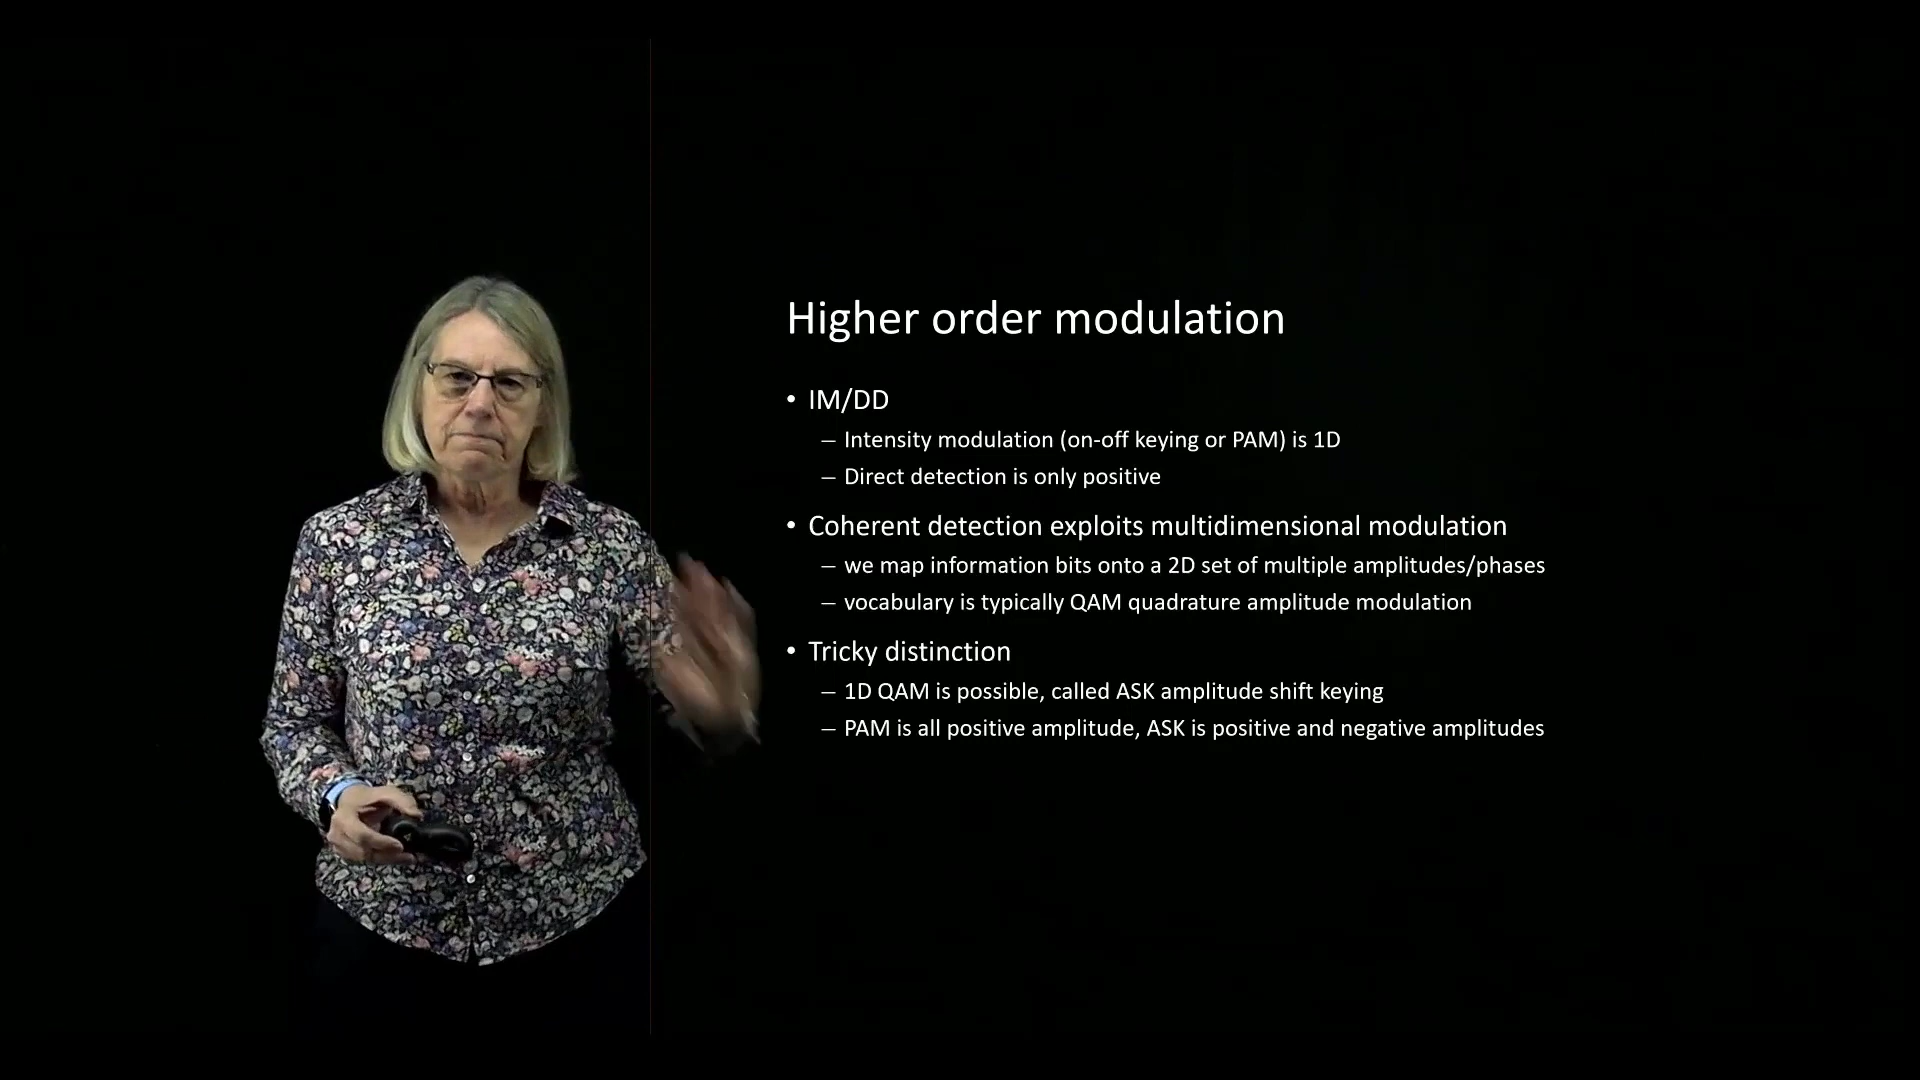 Higher order modulation
• IM/DD
– Intensity modulation (on-off keying or PAM) is 1D
– Direct detection is only positive
• Coherent detection exploits multidimensional modulation
– we map information bits onto a 2D set of multiple amplitudes/phases
– vocabulary is typically QAM quadrature amplitude modulation
• Tricky distinction
– 1D QAM is possible, called ASK amplitude shift keying
– PAM is all positive amplitude, ASK is positive and negative amplitudes